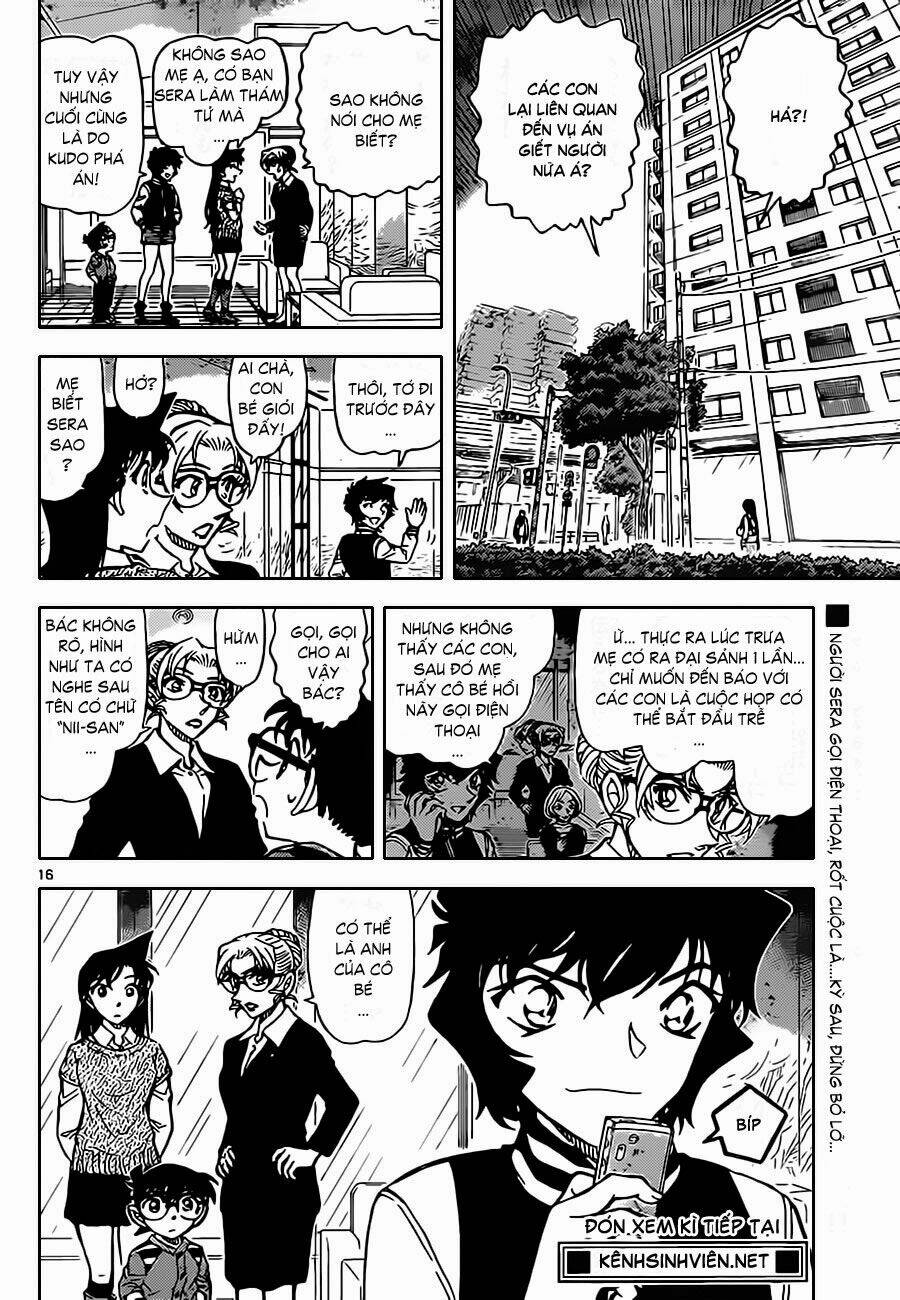 HẢ?!
CÁC CON
LẠI LIÊN QUAN
ĐẾN VỤ ÁN
GIẾT NGƯỜI
NỮA Á?
SAO KHÔNG
NÓI CHO MẸ
BIẾT?
KHÔNG SAO
MẸ Ạ, CÓ BẠN
SERA LÀM THÁM
TỬ MÀ
...
TUY VẬY
NHƯNG
CUỐI CÙNG
LÀ DO
KUDO PHÁ
ÁN!
THÔI, TỚ ĐI
TRƯỚC ĐÂY
...
AI CHÀ,
CON
BÉ GIỎI
ĐẤY!
HỞ?
MẸ
BIẾT SERA
SAO
?
Ừ... THỰC RA LÚC TRƯA
MẸ CÓ RA ĐẠI SẢNH 1 LẦN...
CHỈ MUỐN ĐẾN BÁO VỚI
CÁC CON LÀ CUỘC HỌP CÓ
THỂ BẮT ĐẦU TRỄ
...
NHƯNG KHÔNG
THẤY CÁC CON,
SAU ĐÓ MẸ
THẤY CÔ BÉ HỒI
NÃY GỌI ĐIỆN
THOẠI
GỌI, GỌI
CHO AI
VẬY
BÁC?
HỪM
...
BÁC KHÔNG
RÕ, HÌNH
NHƯ TA CÓ
NGHE SAU
TÊN CÓ CHỮ
"NII-SAN"
...
NGƯỜI SERA GỌI ĐIỆN THOẠI, RỐT CUỘC LÀ...KỲ SAU, ĐỪNG BỎ LỠ...
16
CÓ THỂ
LÀ ANH
CỦA CÔ
BÉ
...
BÍP
ĐÓN XEM KÌ TIẾP TẠI
KÊNHSINHVIÊN.NET